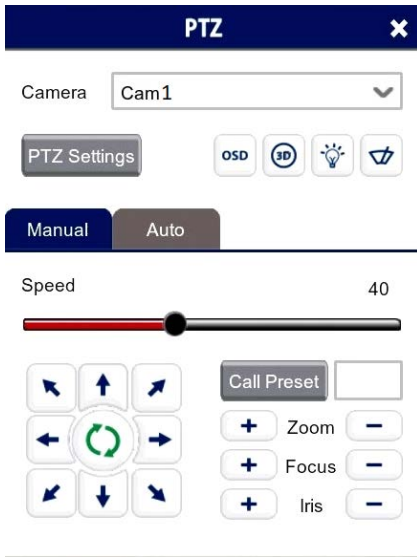 PTZ
Camera Cam1
PTZ Settings OSD 3D
Manual Auto
Speed 40
Call Preset
+ Zoom −
+ Focus −
+ Iris −